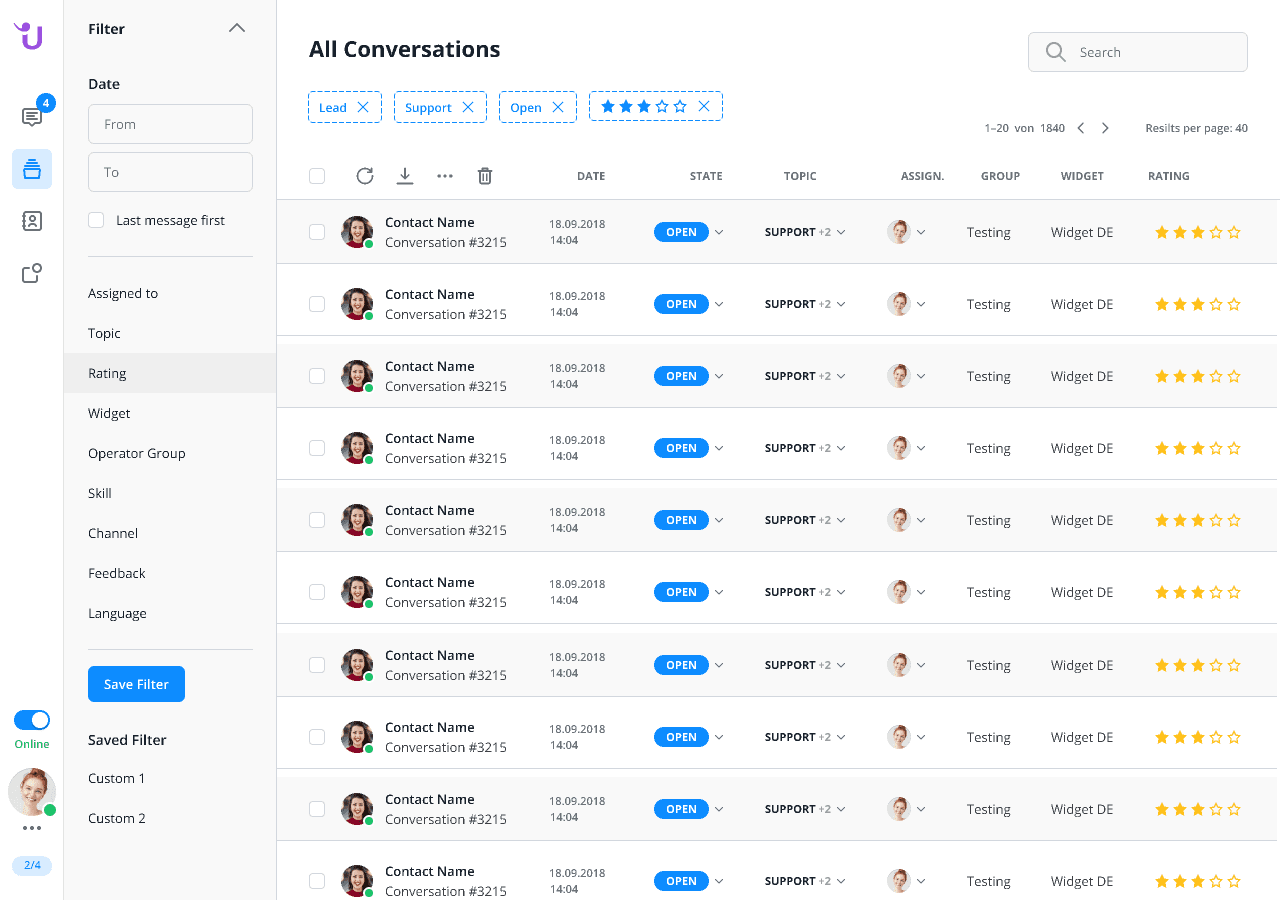 4
Online
2/4
Filter
Date
From
To
Last message first
Assigned to
Topic
Rating
Widget
Operator Group
Skill
Channel
Feedback
Language
Save Filter
Saved Filter
Custom 1
Custom 2
All Conversations
Search
Lead Support Open
1–20 von 1840 Resilts per page: 40
DATE STATE TOPIC ASSIGN. GROUP WIDGET RATING
Contact Name
Conversation #3215
18.09.2018
14:04
OPEN SUPPORT +2 Testing Widget DE
Contact Name
Conversation #3215
18.09.2018
14:04
OPEN SUPPORT +2 Testing Widget DE
Contact Name
Conversation #3215
18.09.2018
14:04
OPEN SUPPORT +2 Testing Widget DE
Contact Name
Conversation #3215
18.09.2018
14:04
OPEN SUPPORT +2 Testing Widget DE
Contact Name
Conversation #3215
18.09.2018
14:04
OPEN SUPPORT +2 Testing Widget DE
Contact Name
Conversation #3215
18.09.2018
14:04
OPEN SUPPORT +2 Testing Widget DE
Contact Name
Conversation #3215
18.09.2018
14:04
OPEN SUPPORT +2 Testing Widget DE
Contact Name
Conversation #3215
18.09.2018
14:04
OPEN SUPPORT +2 Testing Widget DE
Contact Name
Conversation #3215
18.09.2018
14:04
OPEN SUPPORT +2 Testing Widget DE
Contact Name
Conversation #3215
18.09.2018
14:04
OPEN SUPPORT +2 Testing Widget DE